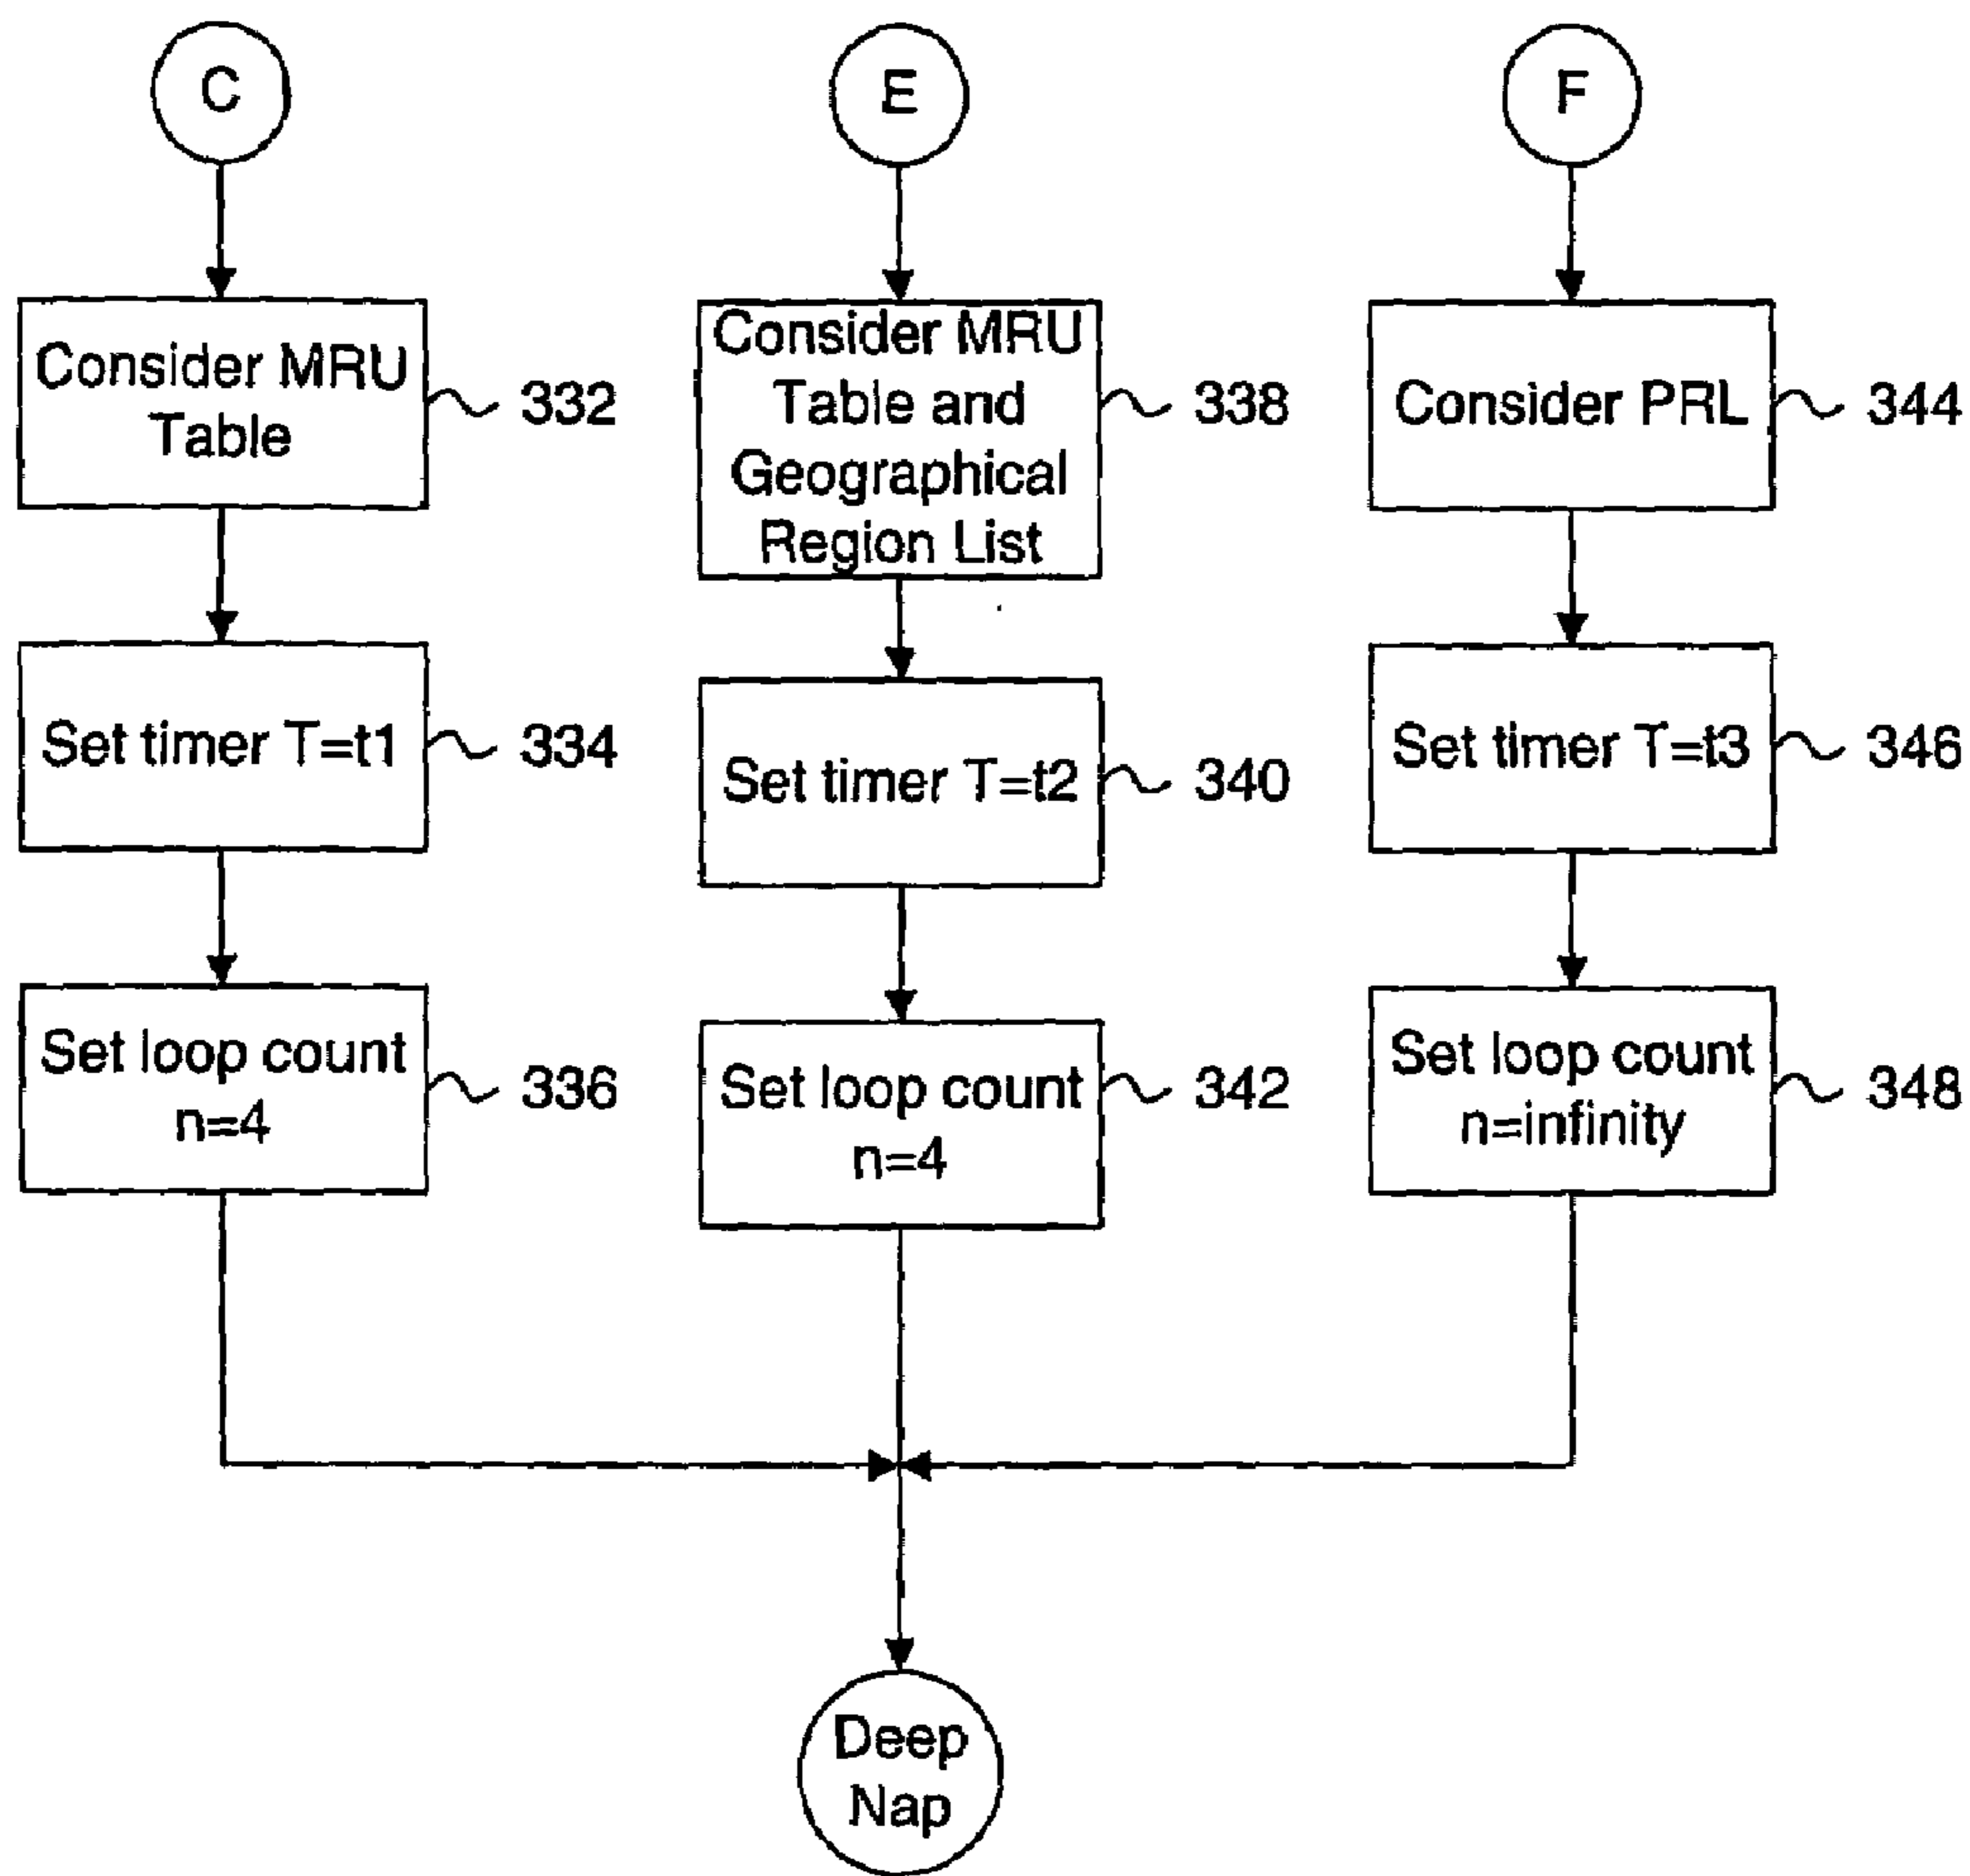 C
E
F
Consider MRU
Table
332
Consider MRU
Table and
Geographical
Region List
338
Consider PRL
344
Set timer T=t1
334
Set timer T=t2
340
Set timer T=t3
346
Set loop count
n=4
336
Set loop count
n=4
342
Set loop count
n=infinity
348
Deep
Nap